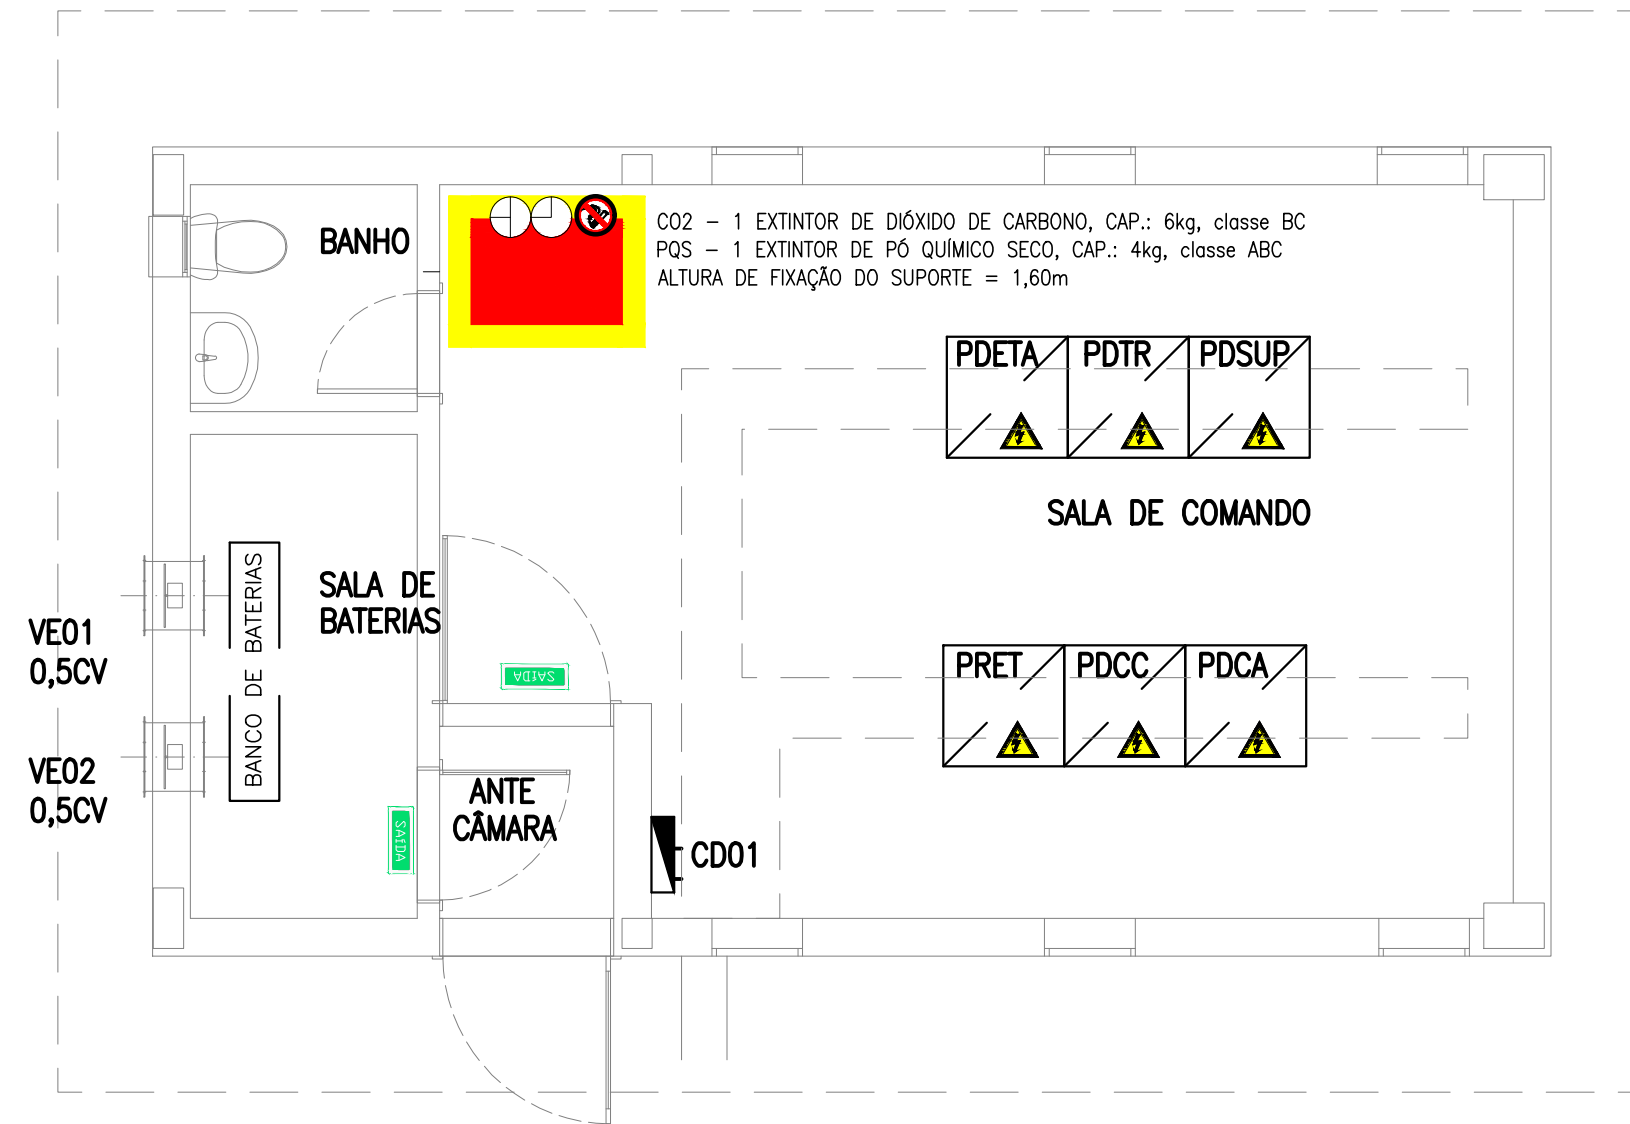 BANHO
CO2 – 1 EXTINTOR DE DIÓXIDO DE CARBONO, CAP.: 6kg, classe BC
PQS – 1 EXTINTOR DE PÓ QUÍMICO SECO, CAP.: 4kg, classe ABC
ALTURA DE FIXAÇÃO DO SUPORTE = 1,60m
PDETA
PDTR
PDSUP
SALA DE COMANDO
SALA DE
BATERIAS
BANCO DE BATERIAS
VE01
0,5CV
VE02
0,5CV
SAÍDA
PRET
PDCC
PDCA
ANTE
CÂMARA
SAÍDA
CD01